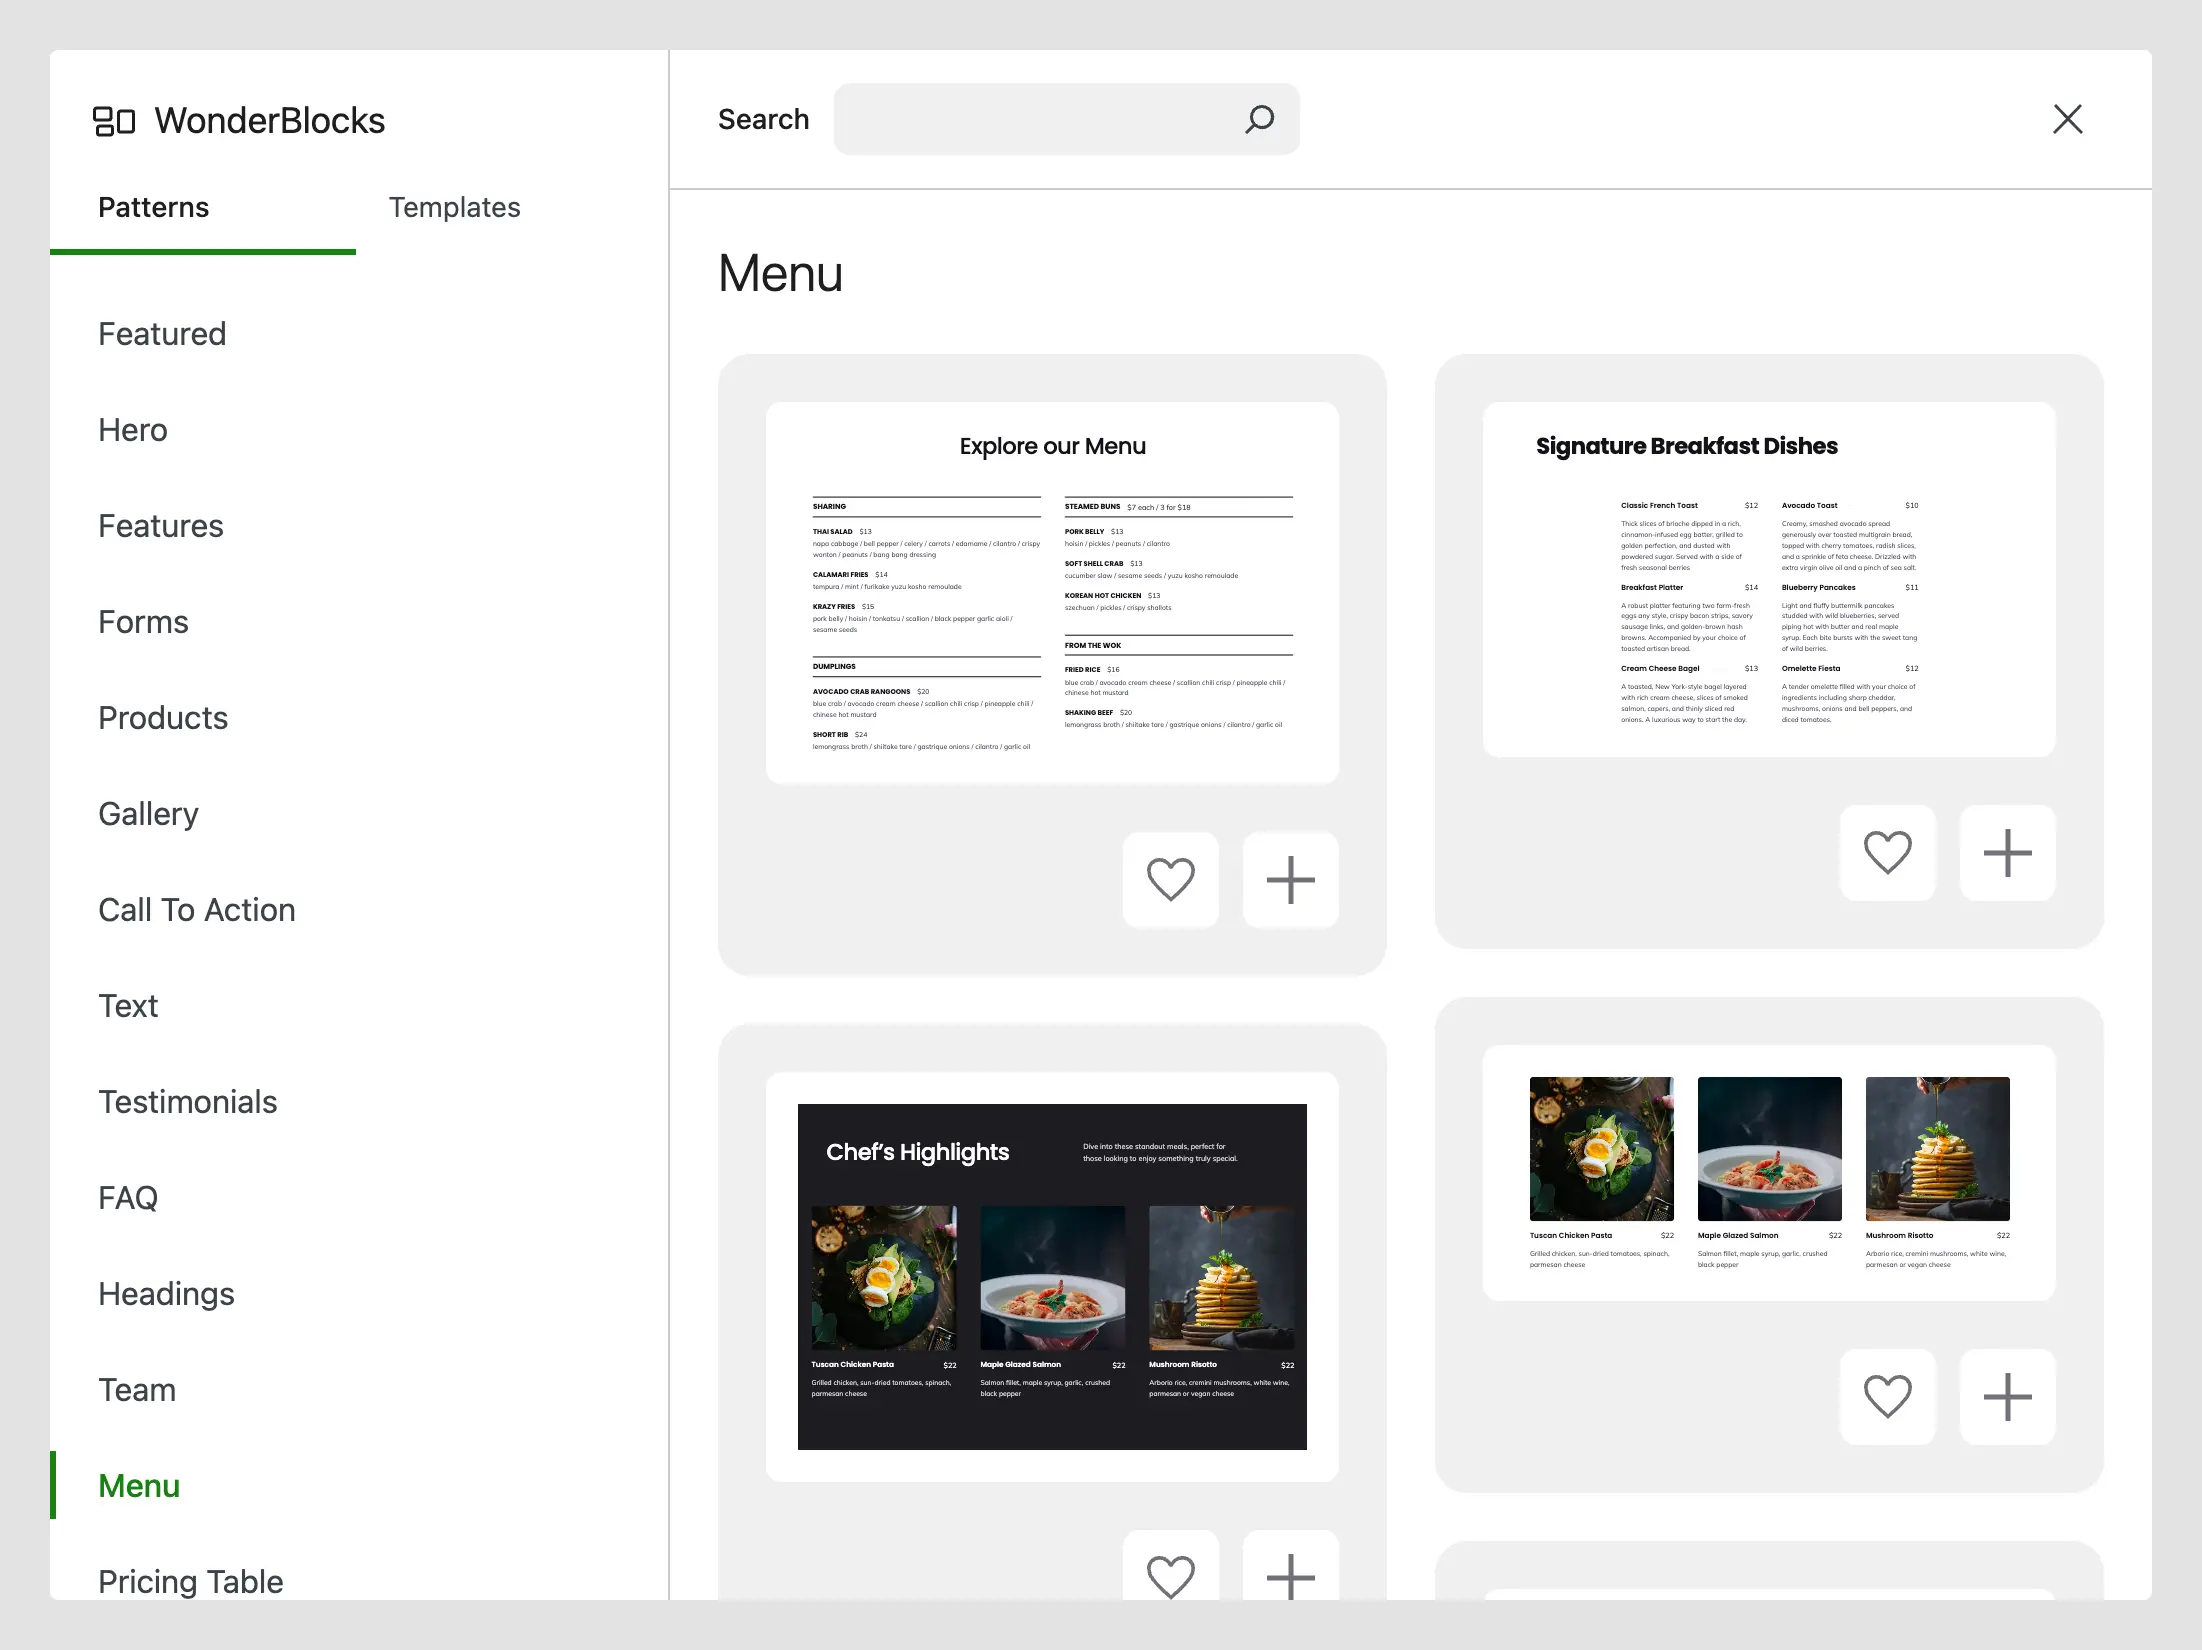 WonderBlocks
Patterns
Templates
Featured
Hero
Features
Forms
Products
Gallery
Call To Action
Text
Testimonials
FAQ
Headings
Team
Menu
Pricing Table
Search
Menu
Explore our Menu
SHARING
THAI SALAD $13
napa cabbage / bell pepper / celery / carrots / edamame / cilantro / crispy
wonton / peanuts / bang bang dressing
CALAMARI FRIES $14
tempura / mint / furikake yuzu kosho remoulade
KRAZY FRIES $15
pork belly / hoisin / tonkatsu / scallion / black pepper garlic aioli /
sesame seeds
DUMPLINGS
AVOCADO CRAB RANGOONS $20
blue crab / avocado cream cheese / scallion chili crisp / pineapple chili /
chinese hot mustard
SHORT RIB $24
lemongrass broth / shiitake tare / gastrique onions / cilantro / garlic oil
STEAMED BUNS $7 each / 3 for $18
PORK BELLY $13
hoisin / pickles / peanuts / cilantro
SOFT SHELL CRAB $13
cucumber slaw / sesame seeds / yuzu kosho remoulade
KOREAN HOT CHICKEN $13
szechuan / pickles / crispy shallots
FROM THE WOK
FRIED RICE $16
blue crab / avocado cream cheese / scallion chili crisp / pineapple chili /
chinese hot mustard
SHAKING BEEF $20
lemongrass broth / shiitake tare / gastrique onions / cilantro / garlic oil
Signature Breakfast Dishes
Classic French Toast $12
Thick slices of brioche dipped in a rich,
cinnamon-infused egg batter, grilled to
golden perfection, and dusted with
powdered sugar. Served with a side of
fresh seasonal berries
Breakfast Platter $14
A robust platter featuring two farm-fresh
eggs any style, crispy bacon strips, savory
sausage links, and golden-brown hash
browns. Accompanied by your choice of
toasted artisan bread.
Cream Cheese Bagel $13
A toasted, New York-style bagel layered
with rich cream cheese, slices of smoked
salmon, capers, and thinly sliced red
onions. A luxurious way to start the day.
Avocado Toast $10
Creamy, smashed avocado spread
generously over toasted multigrain bread,
topped with cherry tomatoes, radish slices,
and a sprinkle of feta cheese. Drizzled with
extra virgin olive oil and a pinch of sea salt.
Blueberry Pancakes $11
Light and fluffy buttermilk pancakes
studded with wild blueberries, served
piping hot with butter and real maple
syrup. Each bite bursts with the sweet tang
of wild berries.
Omelette Fiesta $12
A tender omelette filled with your choice of
ingredients including sharp cheddar,
mushrooms, onions and bell peppers, and
diced tomatoes.
Chef's Highlights
Dive into these standout meals, perfect for
those looking to enjoy something truly special.
Tuscan Chicken Pasta $22
Grilled chicken, sun-dried tomatoes, spinach,
parmesan cheese
Maple Glazed Salmon $22
Salmon fillet, maple syrup, garlic, crushed
black pepper
Mushroom Risotto $22
Arborio rice, cremini mushrooms, white wine,
parmesan or vegan cheese
Tuscan Chicken Pasta $22
Grilled chicken, sun-dried tomatoes, spinach,
parmesan cheese
Maple Glazed Salmon $22
Salmon fillet, maple syrup, garlic, crushed
black pepper
Mushroom Risotto $22
Arborio rice, cremini mushrooms, white wine,
parmesan or vegan cheese